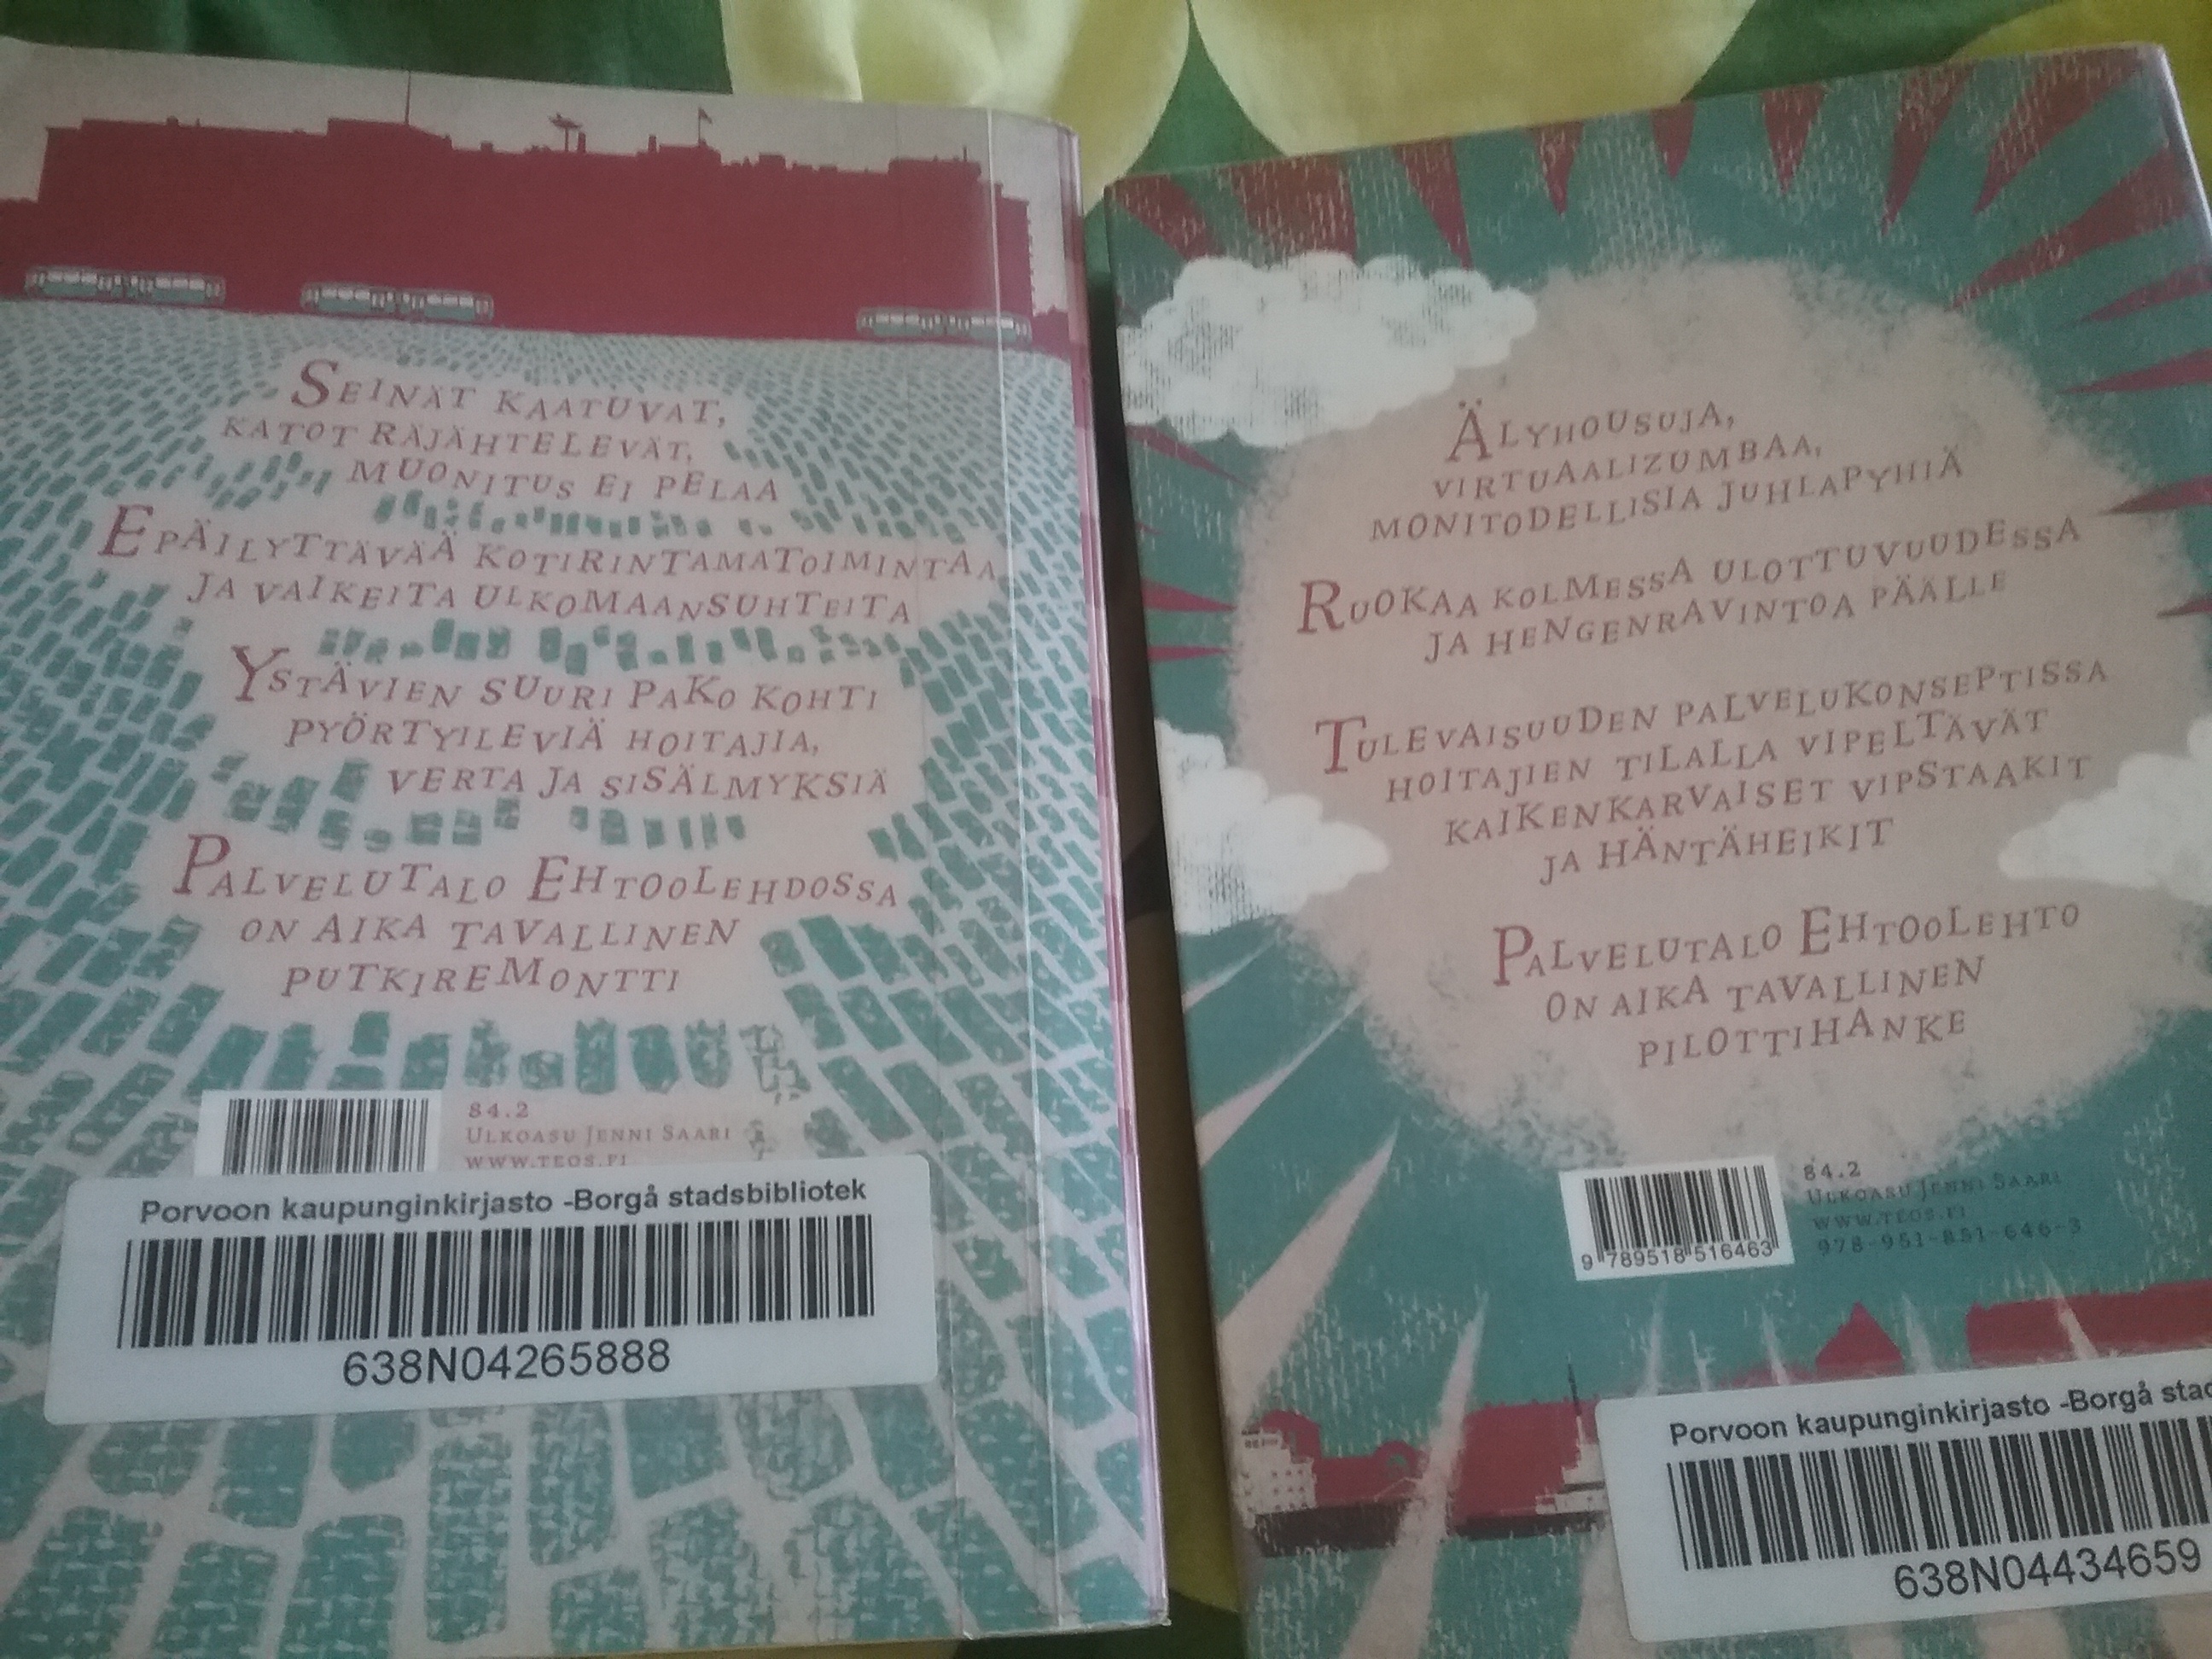 Seinät kaatuvat,
katot räjähtelevät,
muonitus ei pelaa
Epäilyttävää kotirintamatoimintaa
ja vaikeita ulkomaansuhteita
Ystävien suuri pako kohti
pyörtyileviä hoitajia,
verta ja sisälmyksiä
Palvelutalo Ehtoolehdossa
on aika tavallinen
putkiremontti
84.2
Ulkoasu Jenni Saari
www.teos.fi
Porvoon kaupunginkirjasto -Borgå stadsbibliotek
638N04265888
Älyhousuja,
virtuaalizumbaa,
monitodellisia juhlapyhiä
Ruokaa kolmessa ulottuvuudessa
ja hengenravintoa päälle
Tulevaisuuden palvelukonseptissa
hoitajien tilalla vipeltävät
kaikenkarvaiset vipstaakit
ja häntäheikit
Palvelutalo Ehtoolehto
on aika tavallinen
pilottihanke
84.2
Ulkoasu Jenni Saari
www.teos.fi
978-951-851-646-3
9 789518 516463
Porvoon kaupunginkirjasto -Borgå stad
638N04434659